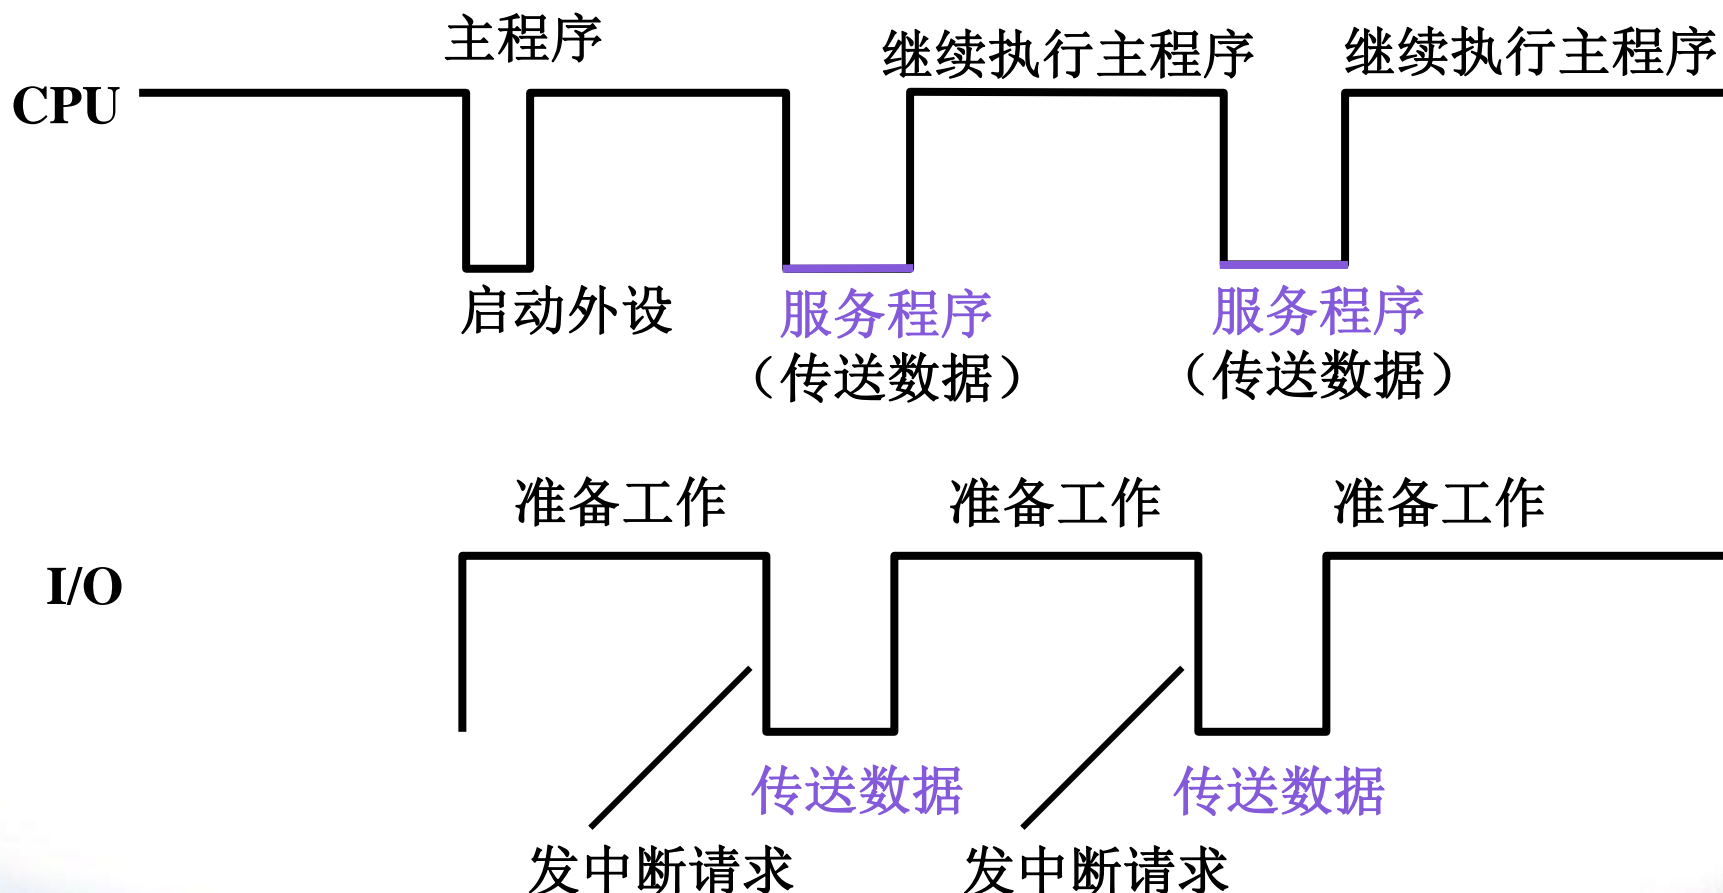 主程序
继续执行主程序
继续执行主程序
CPU
启动外设
服务程序
（传送数据）
服务程序
（传送数据）
准备工作
准备工作
准备工作
I/O
传送数据
传送数据
发中断请求
发中断请求